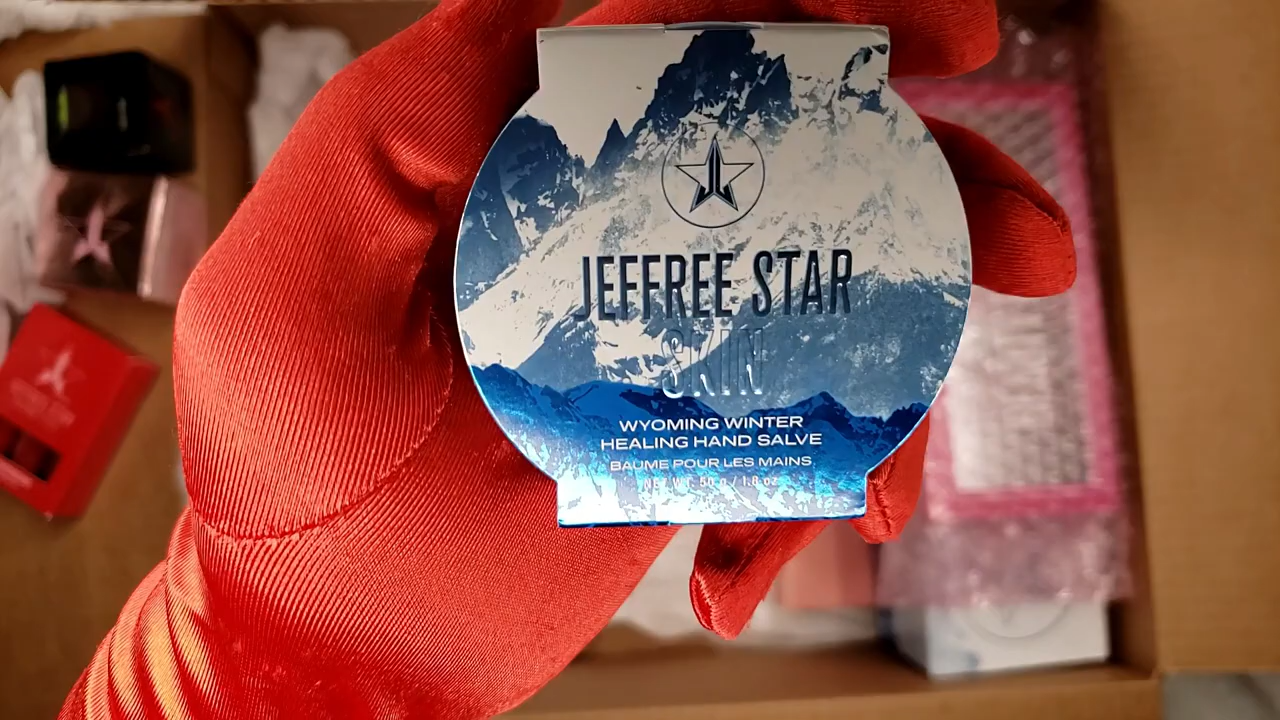 JEFFREE STAR
SKIN
WYOMING WINTER
HEALING HAND SALVE
BAUME POUR LES MAINS
NET WT. 50 g / 1.8 oz